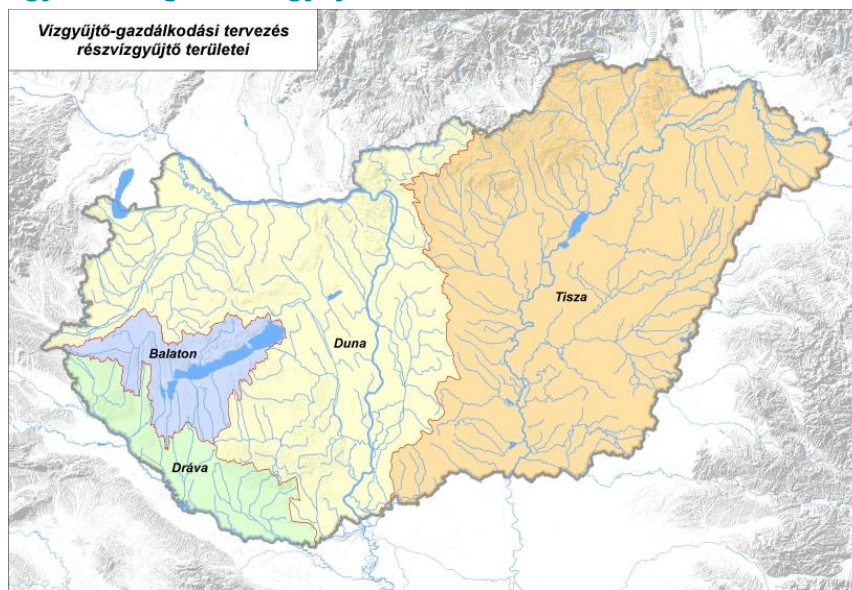 Vízgyűjtő-gazdálkodási tervezés
részvízgyűjtő területei
Tisza
Duna
Balaton
Dráva